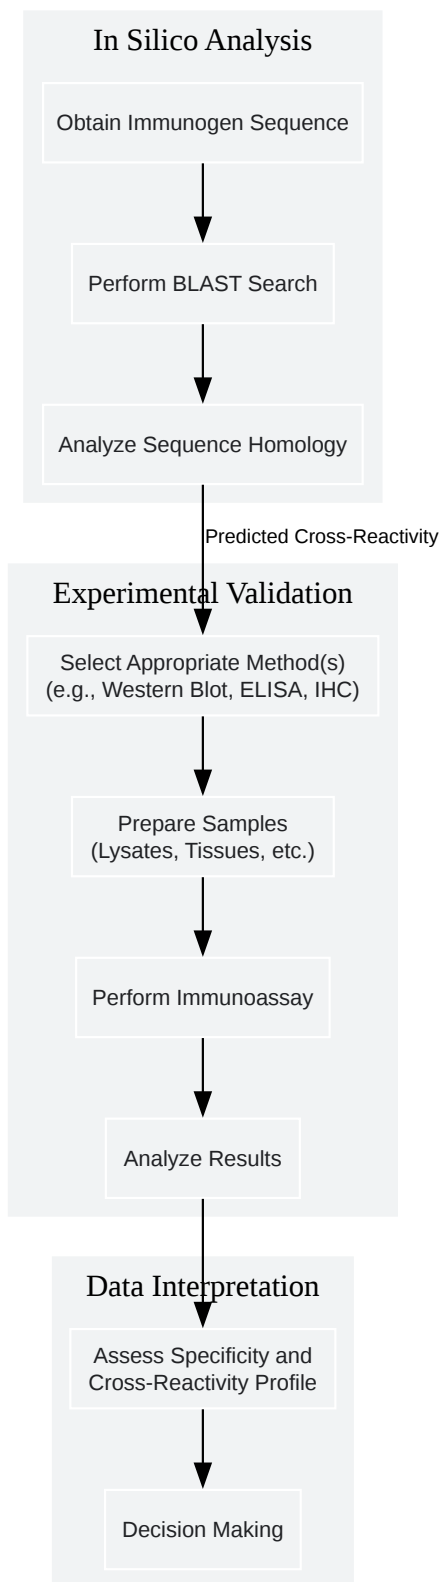 In Silico Analysis
Obtain Immunogen Sequence
Perform BLAST Search
Analyze Sequence Homology
Predicted Cross-Reactivity
Experimental Validation
Select Appropriate Method(s)
(e.g., Western Blot, ELISA, IHC)
Prepare Samples
(Lysates, Tissues, etc.)
Perform Immunoassay
Analyze Results
Data Interpretation
Assess Specificity and
Cross-Reactivity Profile
Decision Making